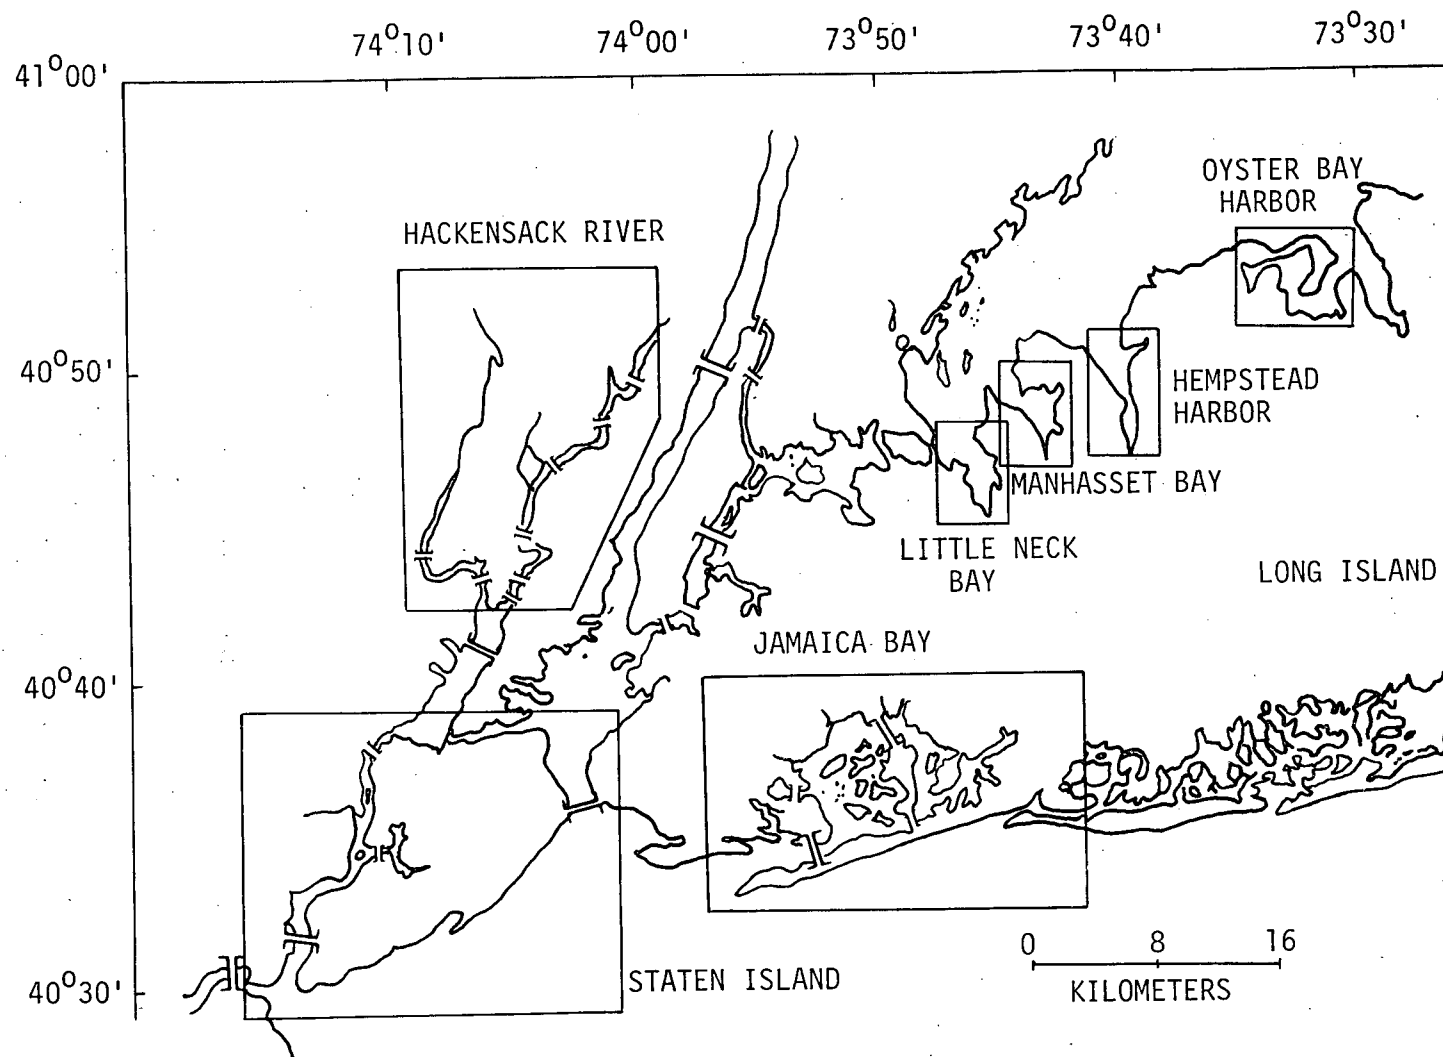 74°10' 74°00' 73°50' 73°40' 73°30'
41°00'
OYSTER BAY
HARBOR
HACKENSACK RIVER
40°50'
HEMPSTEAD
HARBOR
MANHASSET BAY
LITTLE NECK
BAY
LONG ISLAND
JAMAICA BAY
40°40'
0 8 16
KILOMETERS
STATEN ISLAND
40°30'